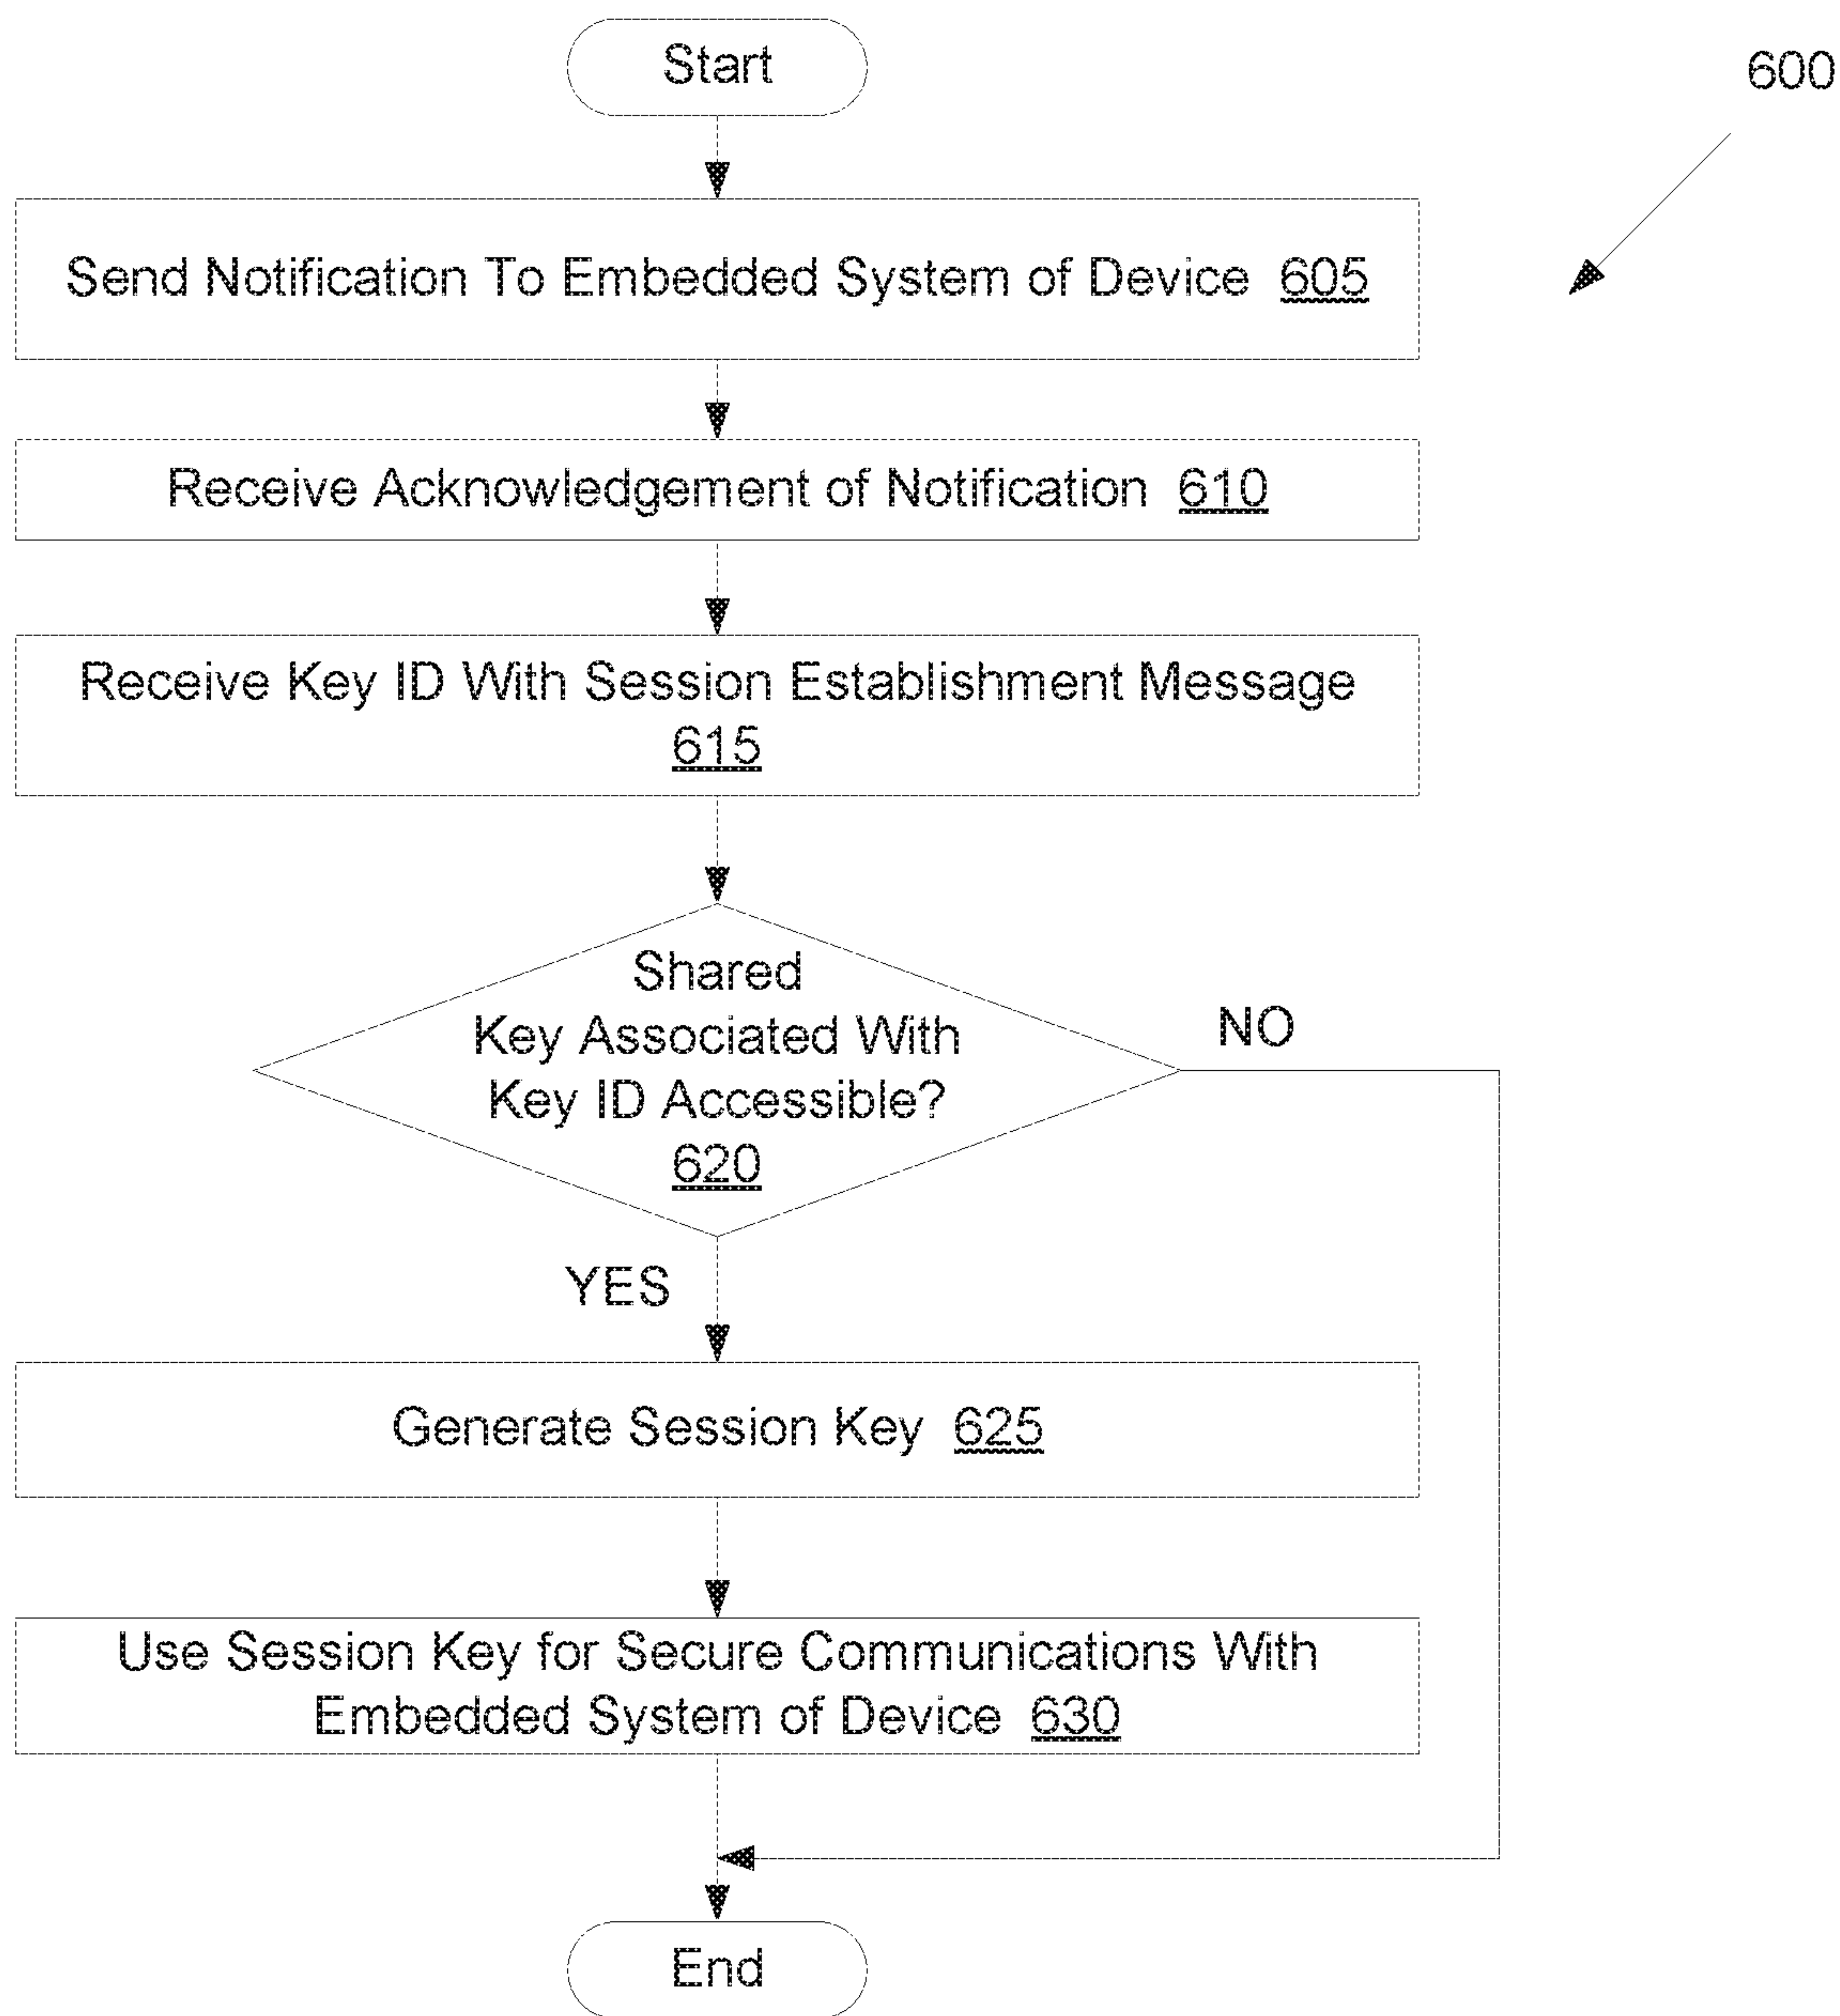 Start
600
Send Notification To Embedded System of Device 605
Receive Acknowledgement of Notification 610
Receive Key ID With Session Establishment Message
615
Shared
Key Associated With
Key ID Accessible?
620
NO
YES
Generate Session Key 625
Use Session Key for Secure Communications With
Embedded System of Device 630
End